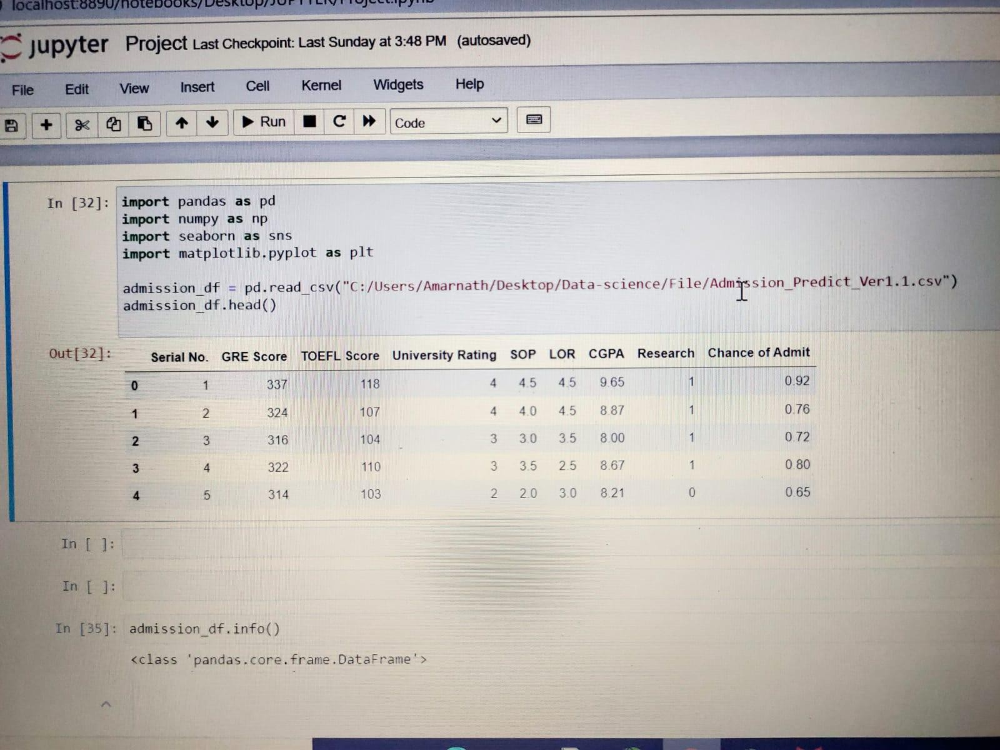 localhost:8890/notebooks/Desktop/JUPYTER/Project.ipynb
jupyter Project Last Checkpoint: Last Sunday at 3:48 PM (autosaved)
File Edit View Insert Cell Kernel Widgets Help
Run Code
In [32]: import pandas as pd
import numpy as np
import seaborn as sns
import matplotlib.pyplot as plt
admission_df = pd.read_csv("C:/Users/Amarnath/Desktop/Data-science/File/Admission_Predict_Ver1.1.csv")
admission_df.head()
Out[32]: Serial No. GRE Score TOEFL Score University Rating SOP LOR CGPA Research Chance of Admit
0 1 337 118 4 4.5 4.5 9.65 1 0.92
1 2 324 107 4 4.0 4.5 8.87 1 0.76
2 3 316 104 3 3.0 3.5 8.00 1 0.72
3 4 322 110 3 3.5 2.5 8.67 1 0.80
4 5 314 103 2 2.0 3.0 8.21 0 0.65
In [ ]:
In [ ]:
In [35]: admission_df.info()
<class 'pandas.core.frame.DataFrame'>